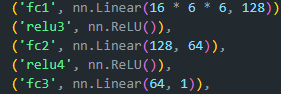 ('fc1', nn.Linear(16 * 6 * 6, 128))
('relu3', nn.ReLU()),
('fc2', nn.Linear(128, 64)),
('relu4', nn.ReLU()),
('fc3', nn.Linear(64, 1)),